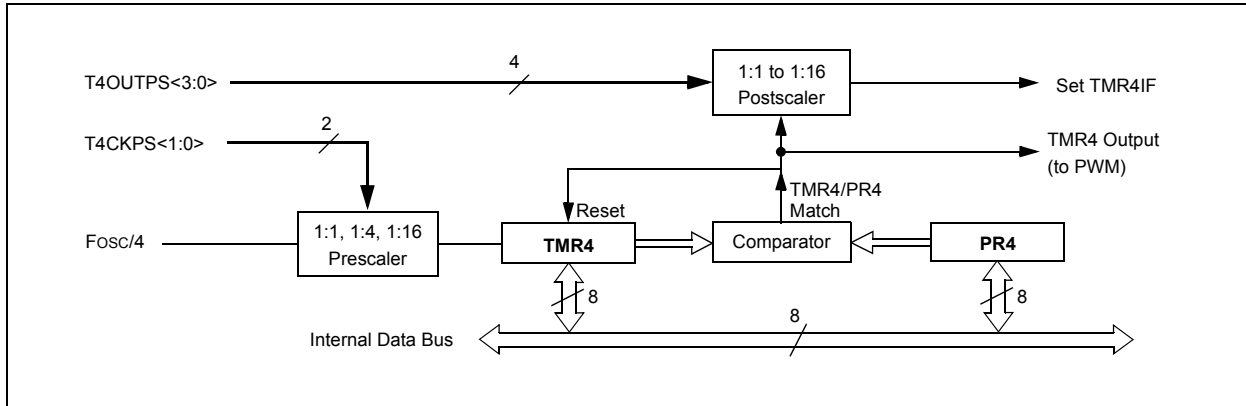 T4OUTPS<3:0>
4
1:1 to 1:16
Postscaler
Set TMR4IF
T4CKPS<1:0>
2
TMR4 Output
(to PWM)
Reset
TMR4/PR4
Match
FOSC/4
1:1, 1:4, 1:16
Prescaler
TMR4
Comparator
PR4
8
8
Internal Data Bus
8